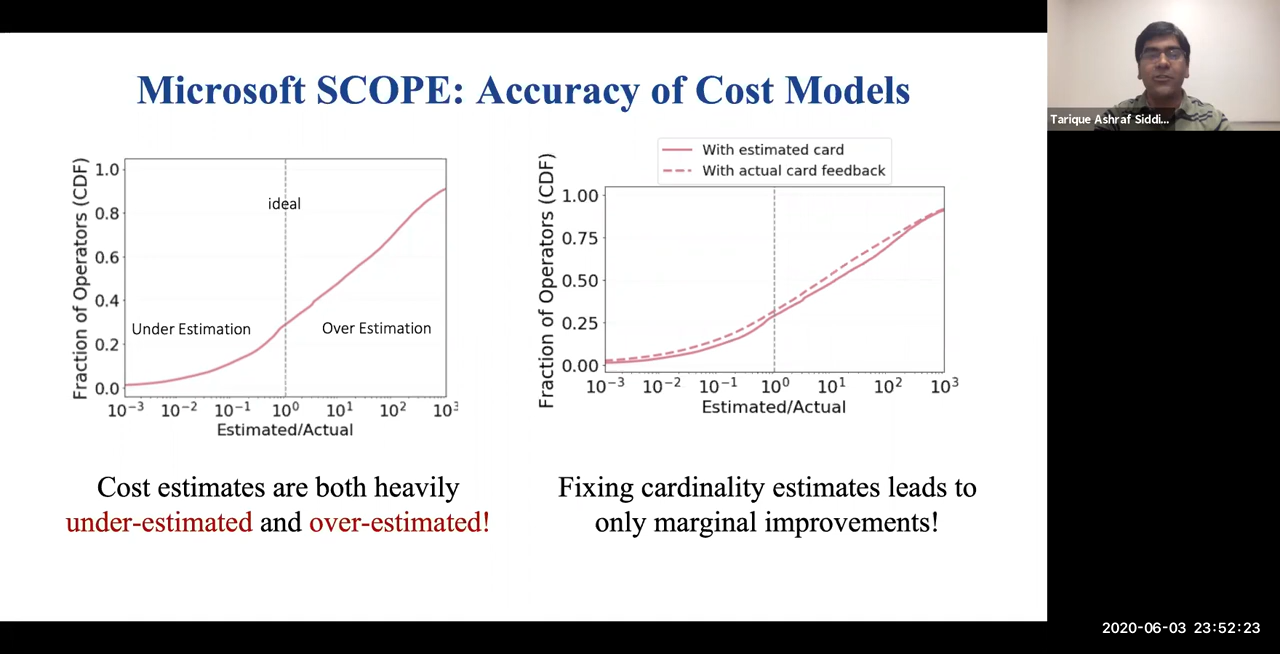 Microsoft SCOPE: Accuracy of Cost Models
Tarique Ashraf Siddi...
Fraction of Operators (CDF)
1.0
0.8
0.6
0.4
0.2
0.0
ideal
Under Estimation
Over Estimation
10⁻³ 10⁻² 10⁻¹ 10⁰ 10¹ 10² 10³
Estimated/Actual
With estimated card
With actual card feedback
Fraction of Operators (CDF)
1.00
0.75
0.50
0.25
0.00
10⁻³ 10⁻² 10⁻¹ 10⁰ 10¹ 10² 10³
Estimated/Actual
Cost estimates are both heavily
under-estimated and over-estimated!
Fixing cardinality estimates leads to
only marginal improvements!
2020-06-03 23:52:23